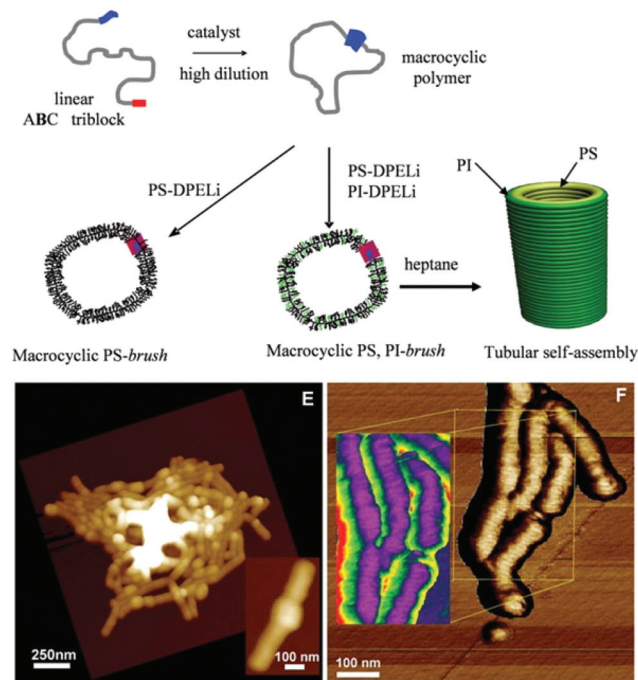 catalyst
high dilution
linear
ABC triblock
macrocyclic
polymer
PS-DPELi
PS-DPELi
PI-DPELi
PI
PS
heptane
Macrocyclic PS-brush
Macrocyclic PS, PI-brush
Tubular self-assembly
E
250nm
100 nm
F
100 nm